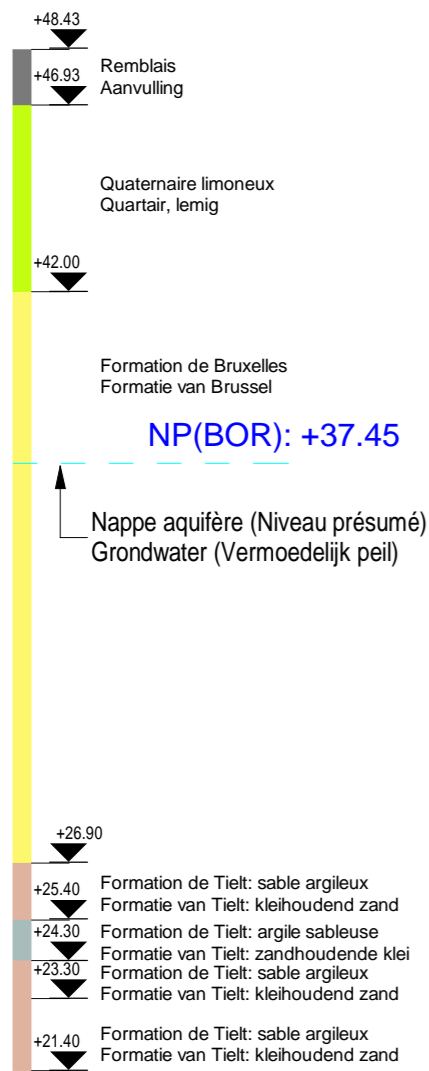 +48.43
Remblais
+46.93
Aanvulling
Quaternaire limoneux
Quartair, lemig
+42.00
Formation de Bruxelles
Formatie van Brussel
NP(BOR): +37.45
Nappe aquifère (Niveau présumé)
Grondwater (Vermoedelijk peil)
+26.90
Formation de Tielt: sable argileux
+25.40
Formatie van Tielt: kleihoudend zand
+24.30
Formation de Tielt: argile sableuse
Formatie van Tielt: zandhoudende klei
+23.30
Formation de Tielt: sable argileux
Formatie van Tielt: kleihoudend zand
Formation de Tielt: sable argileux
+21.40
Formatie van Tielt: kleihoudend zand